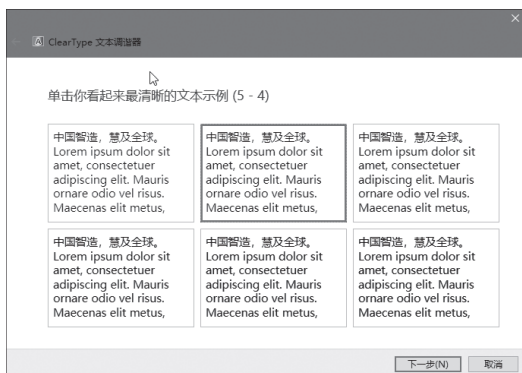 ClearType 文本调谐器
单击你看起来最清晰的文本示例 (5 - 4)
中国智造，慧及全球。
Lorem ipsum dolor sit
amet, consectetuer
adipiscing elit. Mauris
ornare odio vel risus.
Maecenas elit metus,
中国智造，慧及全球。
Lorem ipsum dolor sit
amet, consectetuer
adipiscing elit. Mauris
ornare odio vel risus.
Maecenas elit metus,
中国智造，慧及全球。
Lorem ipsum dolor sit
amet, consectetuer
adipiscing elit. Mauris
ornare odio vel risus.
Maecenas elit metus,
中国智造，慧及全球。
Lorem ipsum dolor sit
amet, consectetuer
adipiscing elit. Mauris
ornare odio vel risus.
Maecenas elit metus,
中国智造，慧及全球。
Lorem ipsum dolor sit
amet, consectetuer
adipiscing elit. Mauris
ornare odio vel risus.
Maecenas elit metus,
中国智造，慧及全球。
Lorem ipsum dolor sit
amet, consectetuer
adipiscing elit. Mauris
ornare odio vel risus.
Maecenas elit metus,
下一步(N)
取消